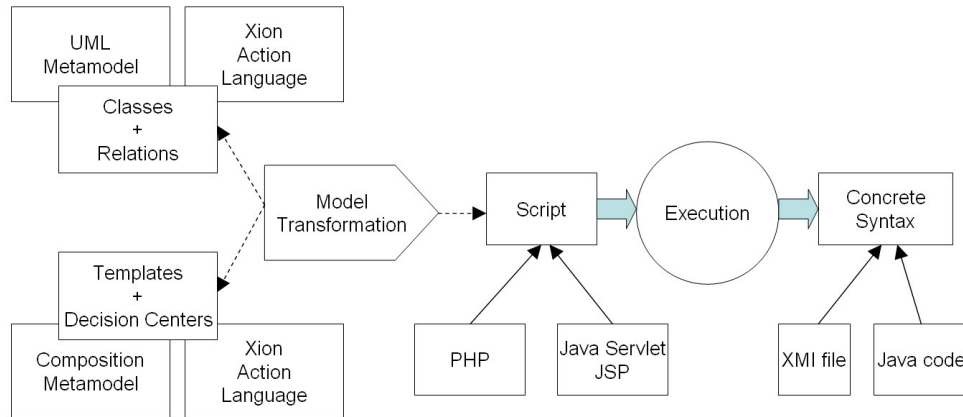 UML
Metamodel
Xion
Action
Language
Classes
+
Relations
Model
Transformation
Script
Execution
Concrete
Syntax
Templates
+
Decision Centers
Composition
Metamodel
Xion
Action
Language
PHP
Java Servlet
JSP
XMI file
Java code